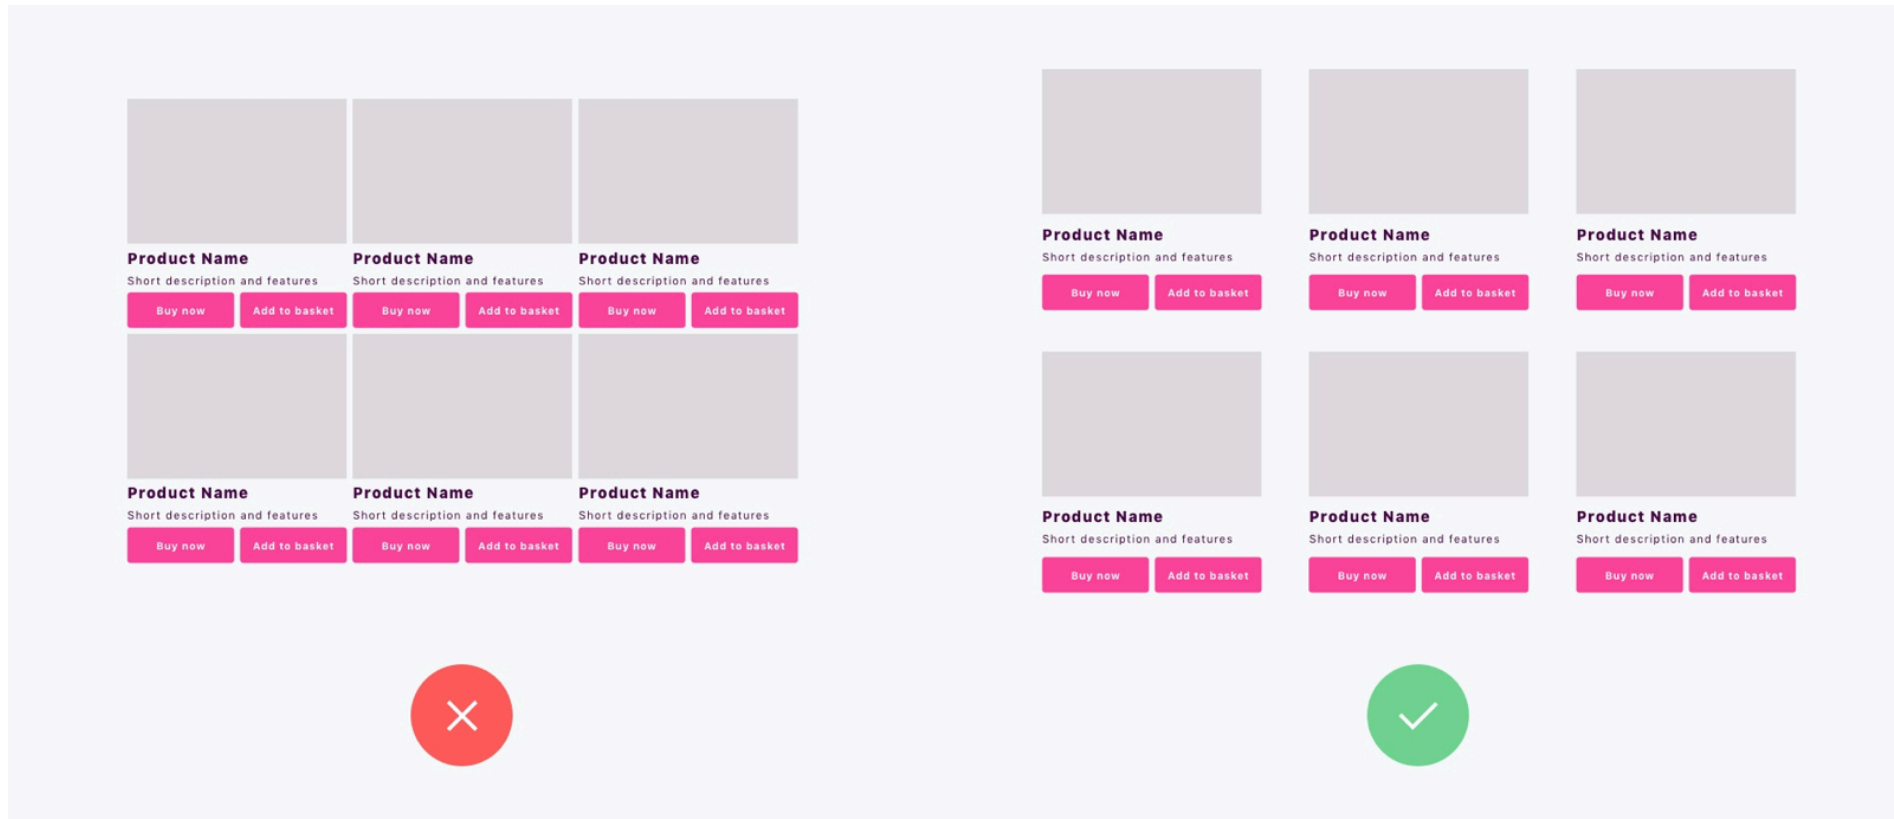 Product Name Product Name Product Name
Short description and features Short description and features Short description and features
Buy now Add to basket Buy now Add to basket Buy now Add to basket
Product Name Product Name Product Name
Short description and features Short description and features Short description and features
Buy now Add to basket Buy now Add to basket Buy now Add to basket
Product Name Product Name Product Name
Short description and features Short description and features Short description and features
Buy now Add to basket Buy now Add to basket Buy now Add to basket
Product Name Product Name Product Name
Short description and features Short description and features Short description and features
Buy now Add to basket Buy now Add to basket Buy now Add to basket